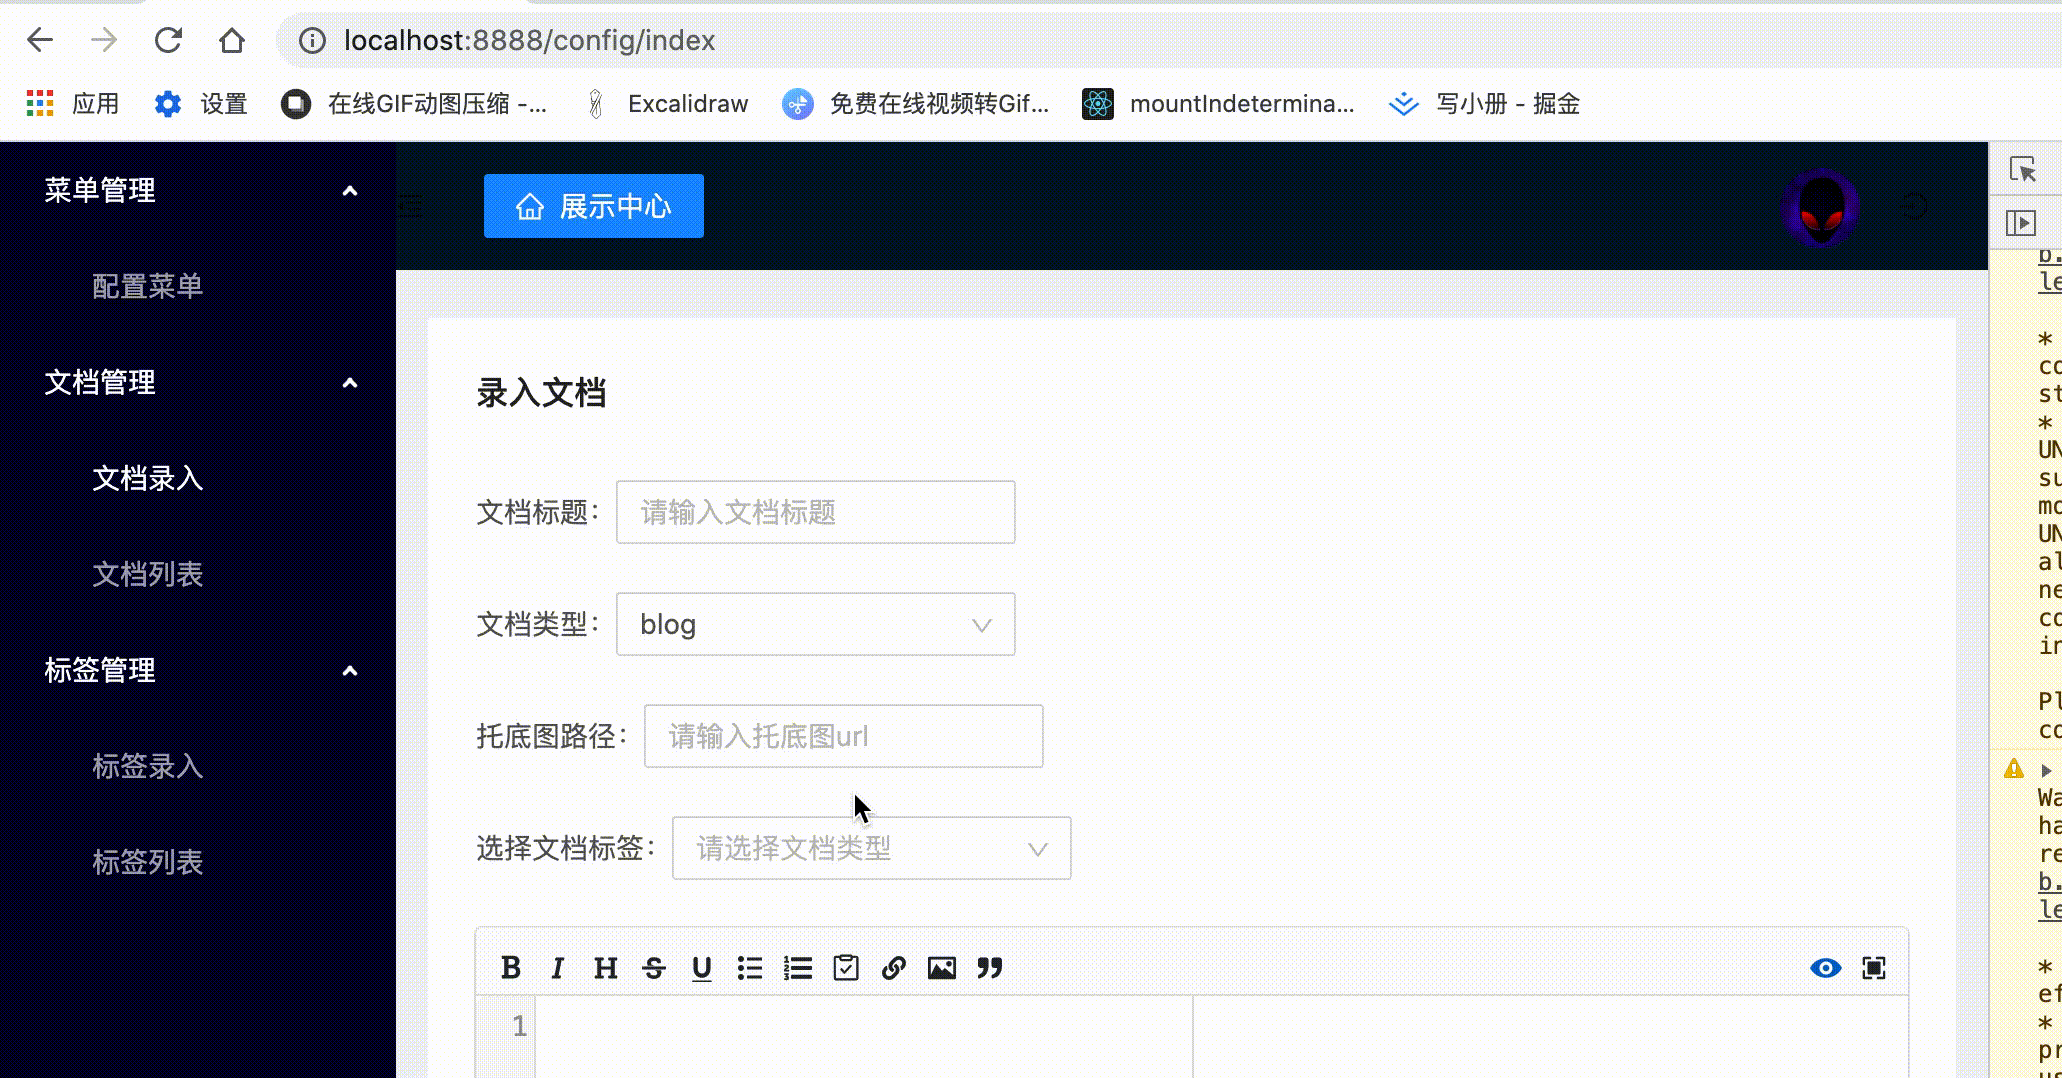 localhost:8888/config/index
应用 设置 在线GIF动图压缩 -... Excalidraw 免费在线视频转Gif... mountIndetermina... 写小册 - 掘金
菜单管理
展示中心
配置菜单
文档管理
文档录入
文档列表
标签管理
标签录入
标签列表
录入文档
文档标题: 请输入文档标题
文档类型: blog
托底图路径: 请输入托底图url
选择文档标签: 请选择文档类型
B I H S U
1
b.
le
*
co
st
*
UN
su
mo
UN
al
ne
co
in
Pl
co
Wa
ha
re
b.
le
*
ef
*
pr